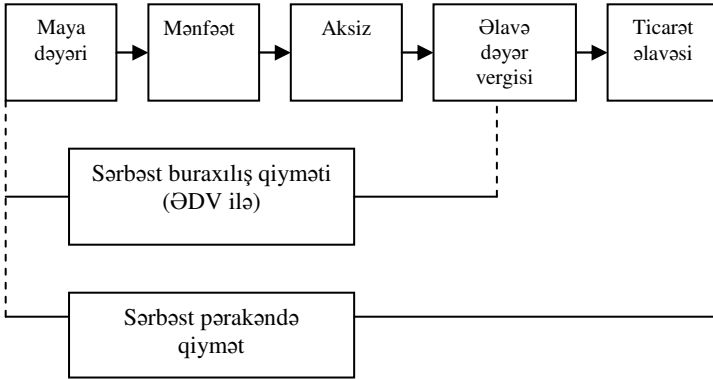 Maya
dəyəri
Mənfəət
Aksiz
Əlavə
dəyər
vergisi
Ticarət
əlavəsi
Sərbəst buraxılış qiyməti
(ƏDV ilə)
Sərbəst pərakəndə
qiymət